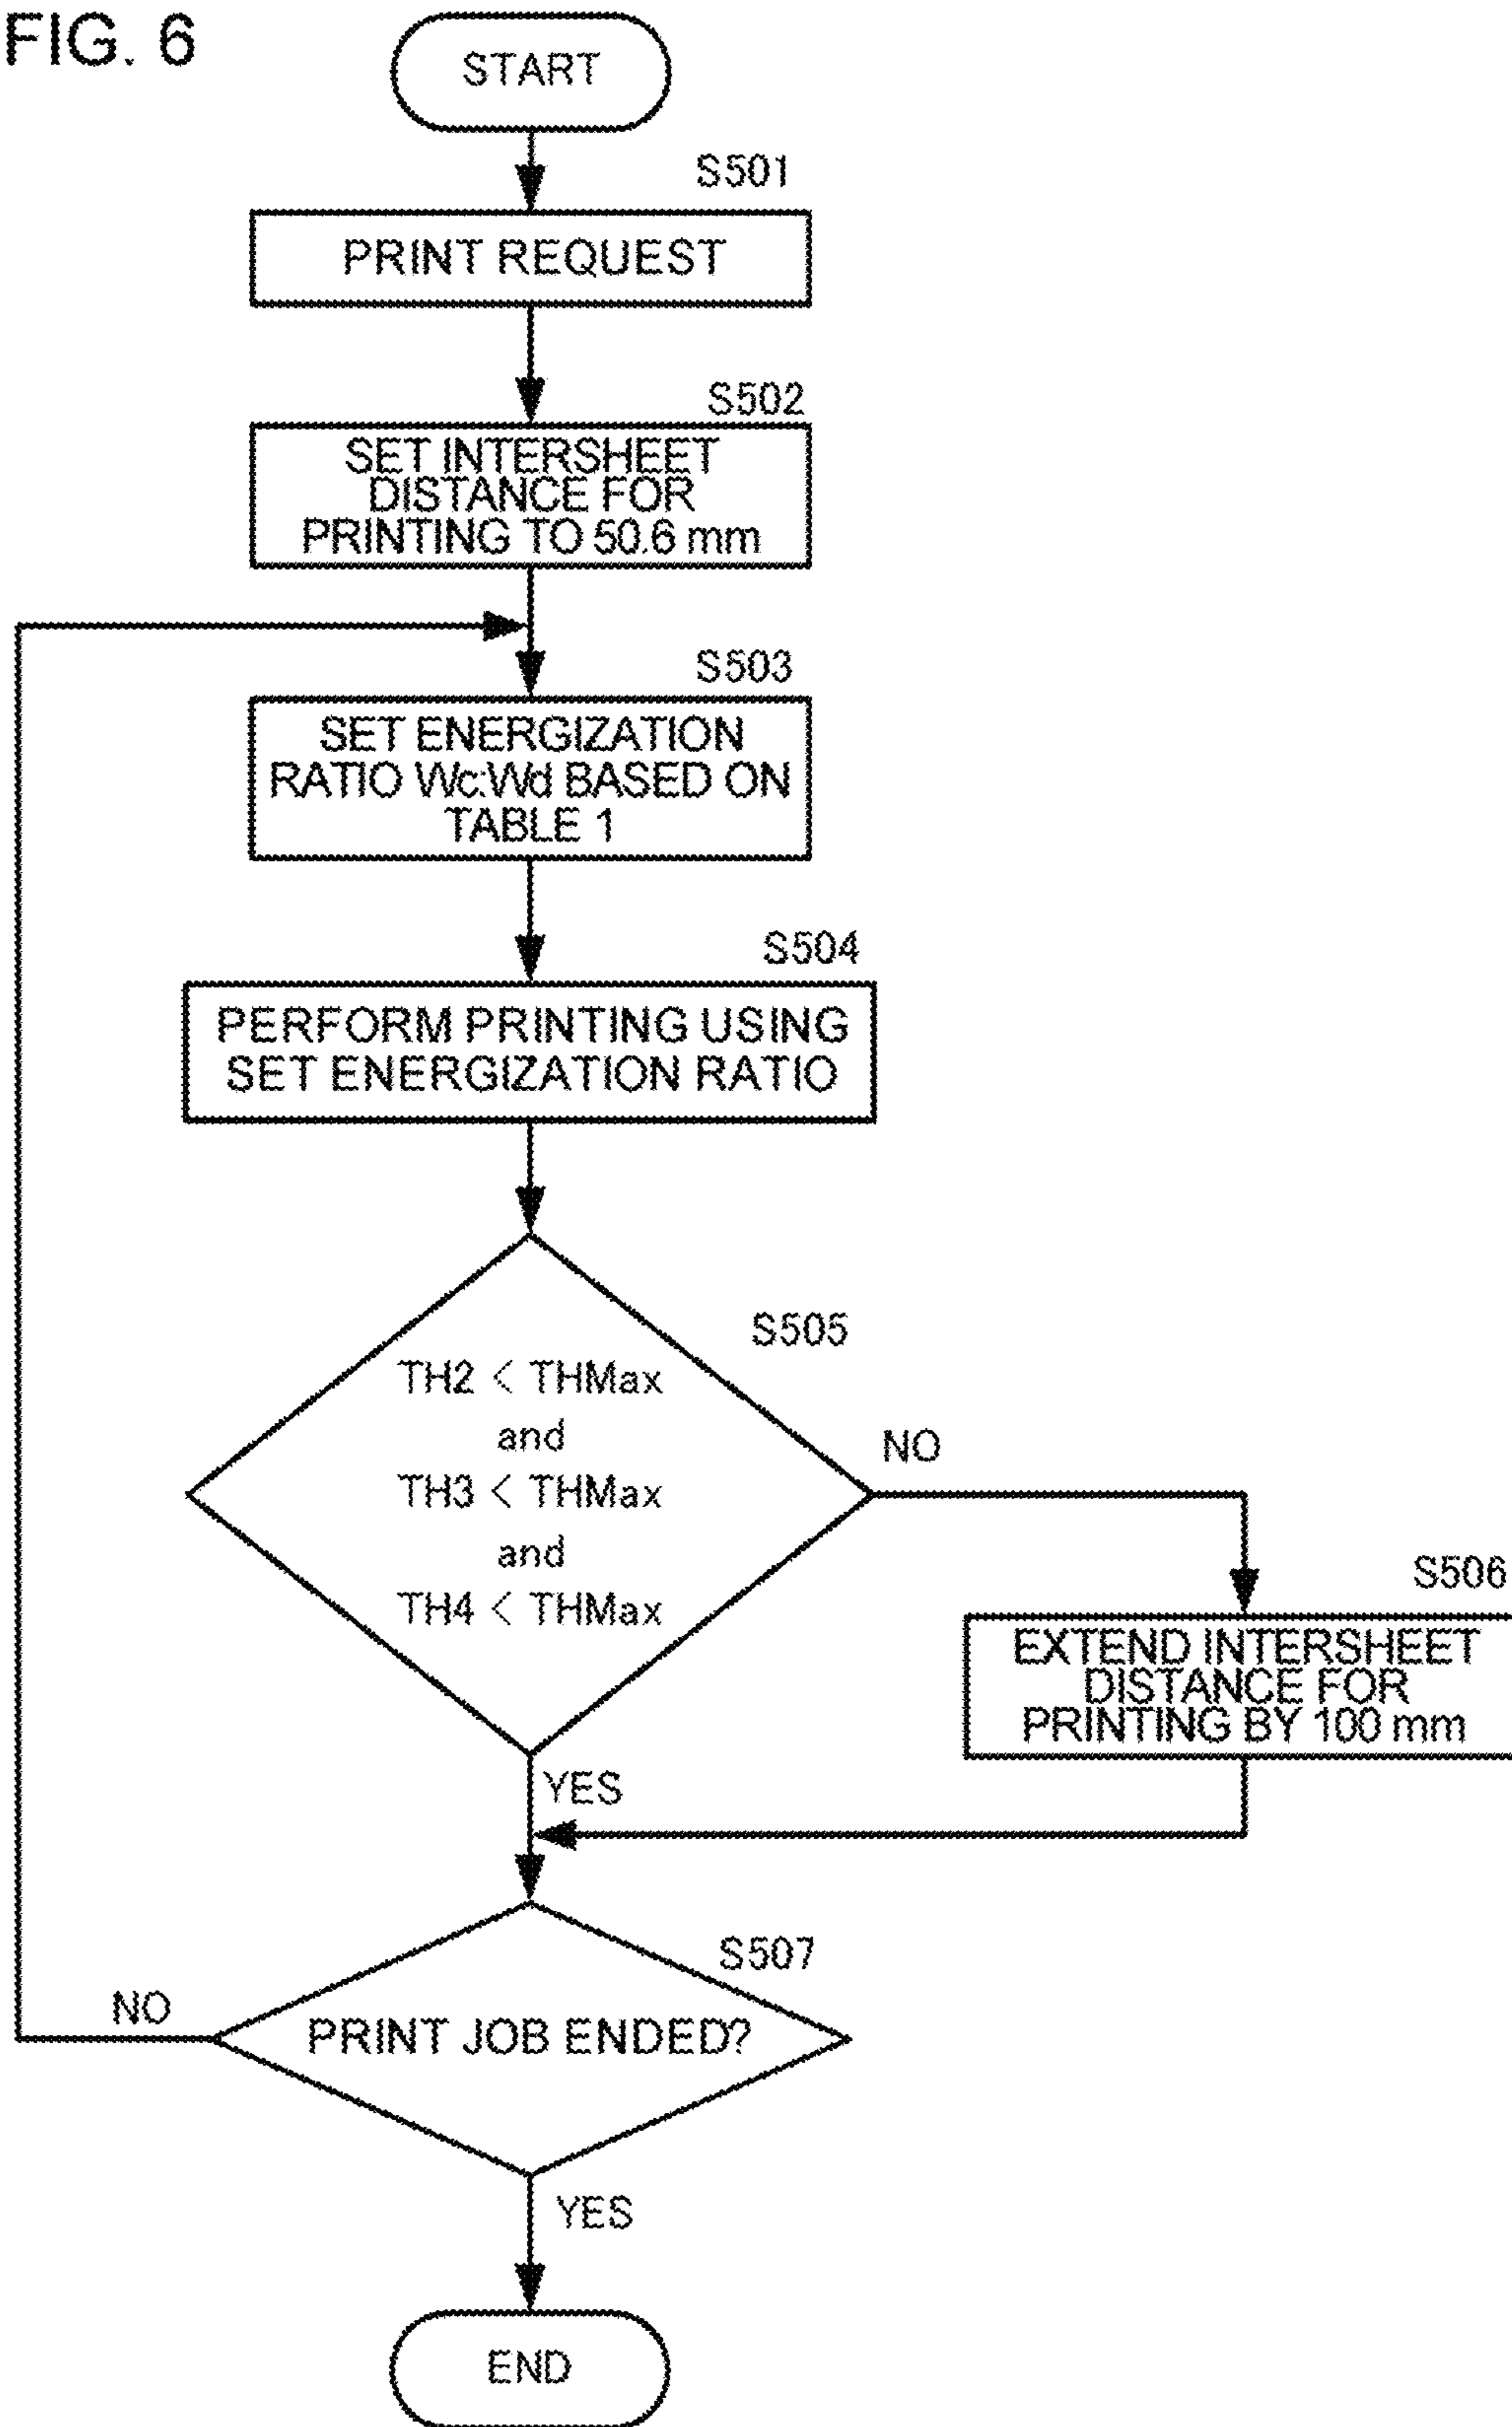 FIG. 6
START
S501
PRINT REQUEST
S502
SET INTERSHEET
DISTANCE FOR
PRINTING TO 50.6 mm
S503
SET ENERGIZATION
RATIO Wc:Wd BASED ON
TABLE 1
S504
PERFORM PRINTING USING
SET ENERGIZATION RATIO
S505
TH2 < THMax
and
TH3 < THMax
and
TH4 < THMax
NO
S506
EXTEND INTERSHEET
DISTANCE FOR
PRINTING BY 100 mm
YES
S507
NO
PRINT JOB ENDED?
YES
END